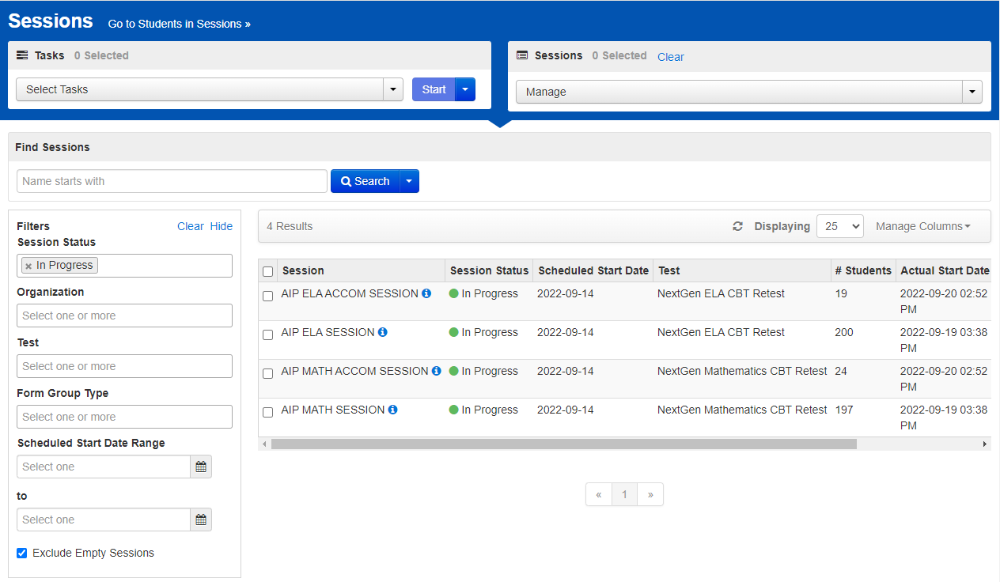 Sessions Go to Students in Sessions »
Tasks 0 Selected
Select Tasks Start
Sessions 0 Selected Clear
Manage
Find Sessions
Name starts with Search
Filters Clear Hide
Session Status
× In Progress
Organization
Select one or more
Test
Select one or more
Form Group Type
Select one or more
Scheduled Start Date Range
Select one
to
Select one
Exclude Empty Sessions
4 Results Displaying 25 Manage Columns
Session Session Status Scheduled Start Date Test # Students Actual Start Date
AIP ELA ACCOM SESSION In Progress 2022-09-14 NextGen ELA CBT Retest 19 2022-09-20 02:52
PM
AIP ELA SESSION In Progress 2022-09-14 NextGen ELA CBT Retest 200 2022-09-19 03:38
PM
AIP MATH ACCOM SESSION In Progress 2022-09-14 NextGen Mathematics CBT Retest 24 2022-09-20 02:52
PM
AIP MATH SESSION In Progress 2022-09-14 NextGen Mathematics CBT Retest 197 2022-09-19 03:38
PM
« 1 »